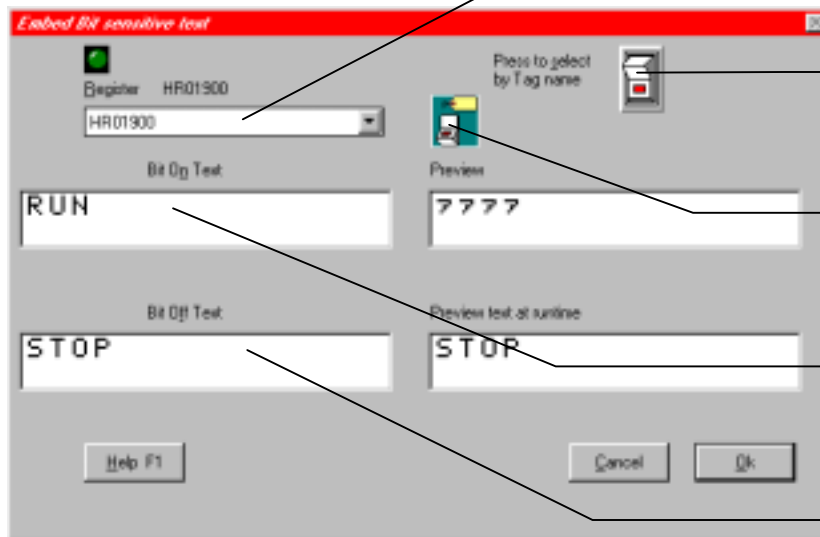 Embed Bit sensitive text
Press to select
by Tag name
Register HR01900
HR01900
Bit On Text
Preview
RUN
????
Bit Off Text
Preview text at runtime
STOP
STOP
Help F1
Cancel
Ok